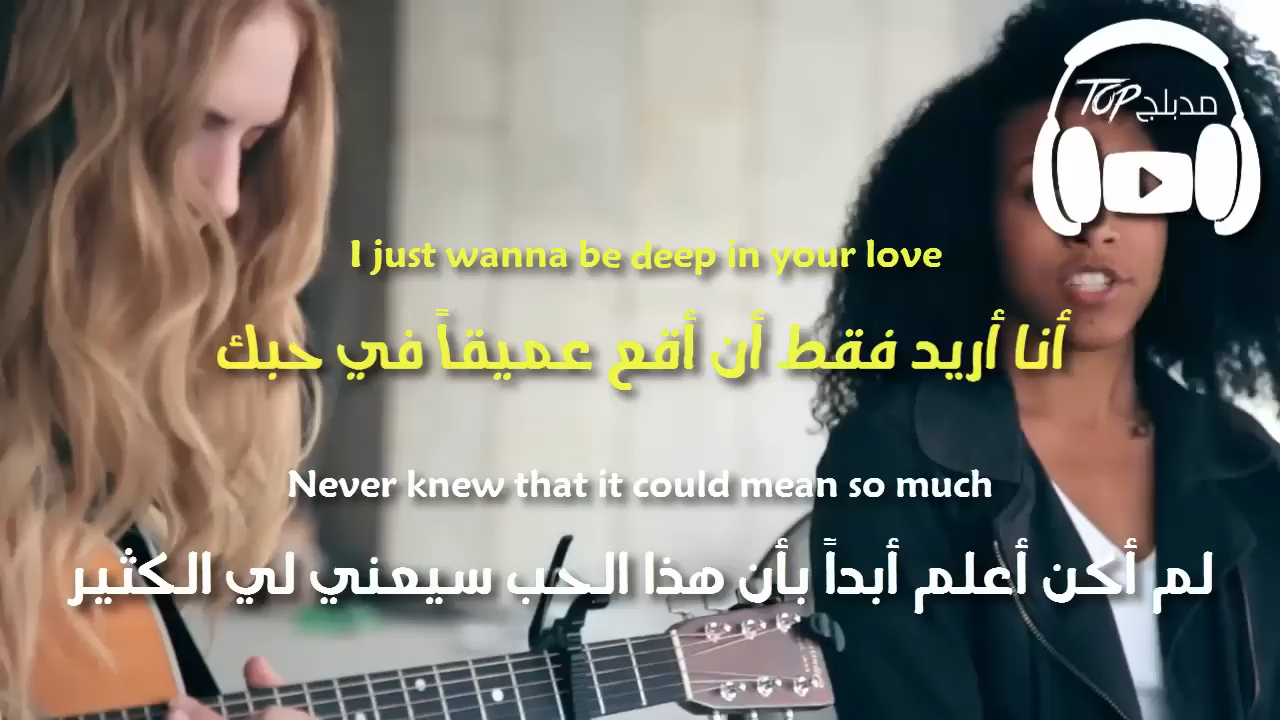 TOP مدبلج
I just wanna be deep in your love
أنا أريد فقط أن أقع عميقاً في حبك
Never knew that it could mean so much
لم أكن أعلم أبداً بأن هذا الحب سيعني لي الكثير